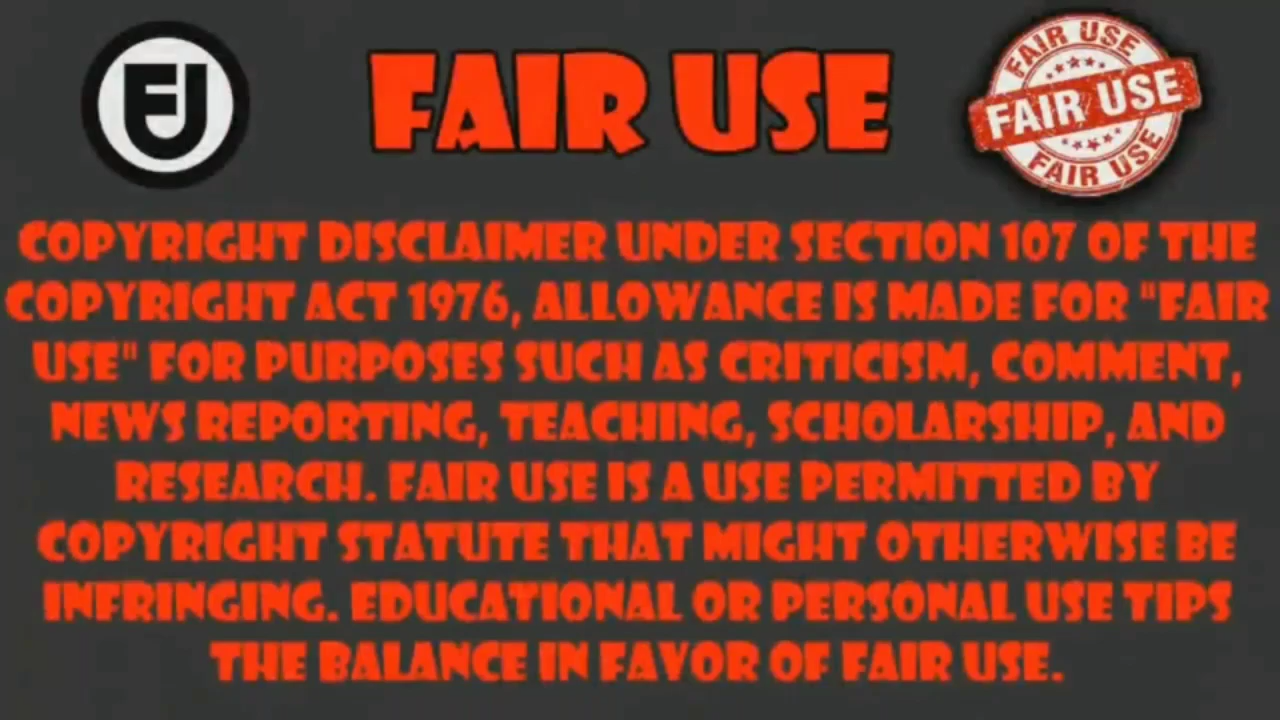 FAIR USE
FAIR USE
FAIR USE
FAIR USE
COPYRIGHT DISCLAIMER UNDER SECTION 107 OF THE
COPYRIGHT ACT 1976, ALLOWANCE IS MADE FOR "FAIR
USE" FOR PURPOSES SUCH AS CRITICISM, COMMENT,
NEWS REPORTING, TEACHING, SCHOLARSHIP, AND
RESEARCH. FAIR USE IS A USE PERMITTED BY
COPYRIGHT STATUTE THAT MIGHT OTHERWISE BE
INFRINGING. EDUCATIONAL OR PERSONAL USE TIPS
THE BALANCE IN FAVOR OF FAIR USE.